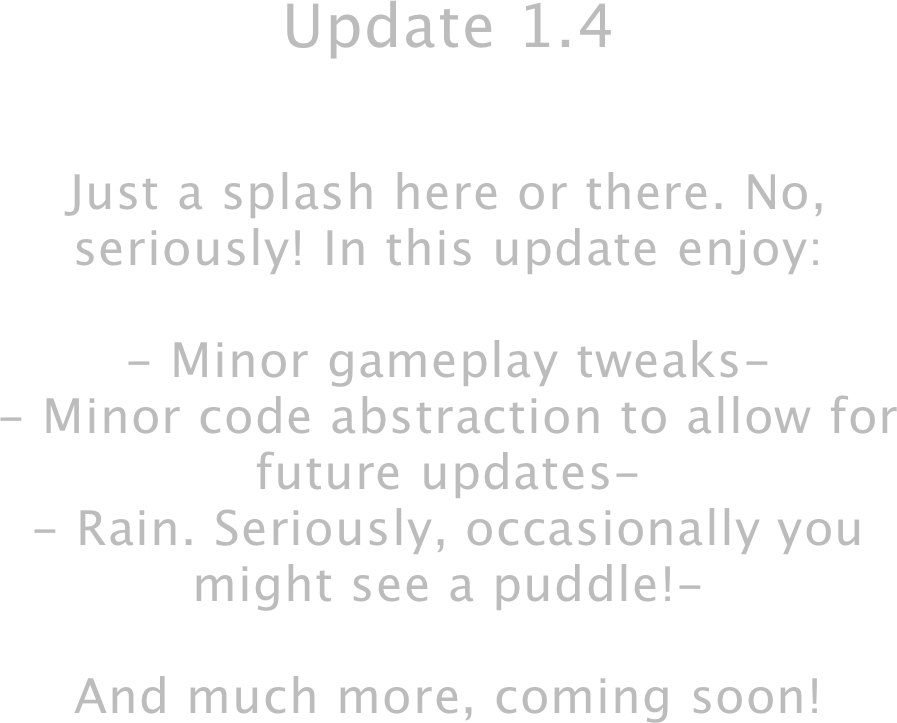 Update 1.4
Just a splash here or there. No,
seriously! In this update enjoy:
- Minor gameplay tweaks-
- Minor code abstraction to allow for
future updates-
- Rain. Seriously, occasionally you
might see a puddle!-
And much more, coming soon!